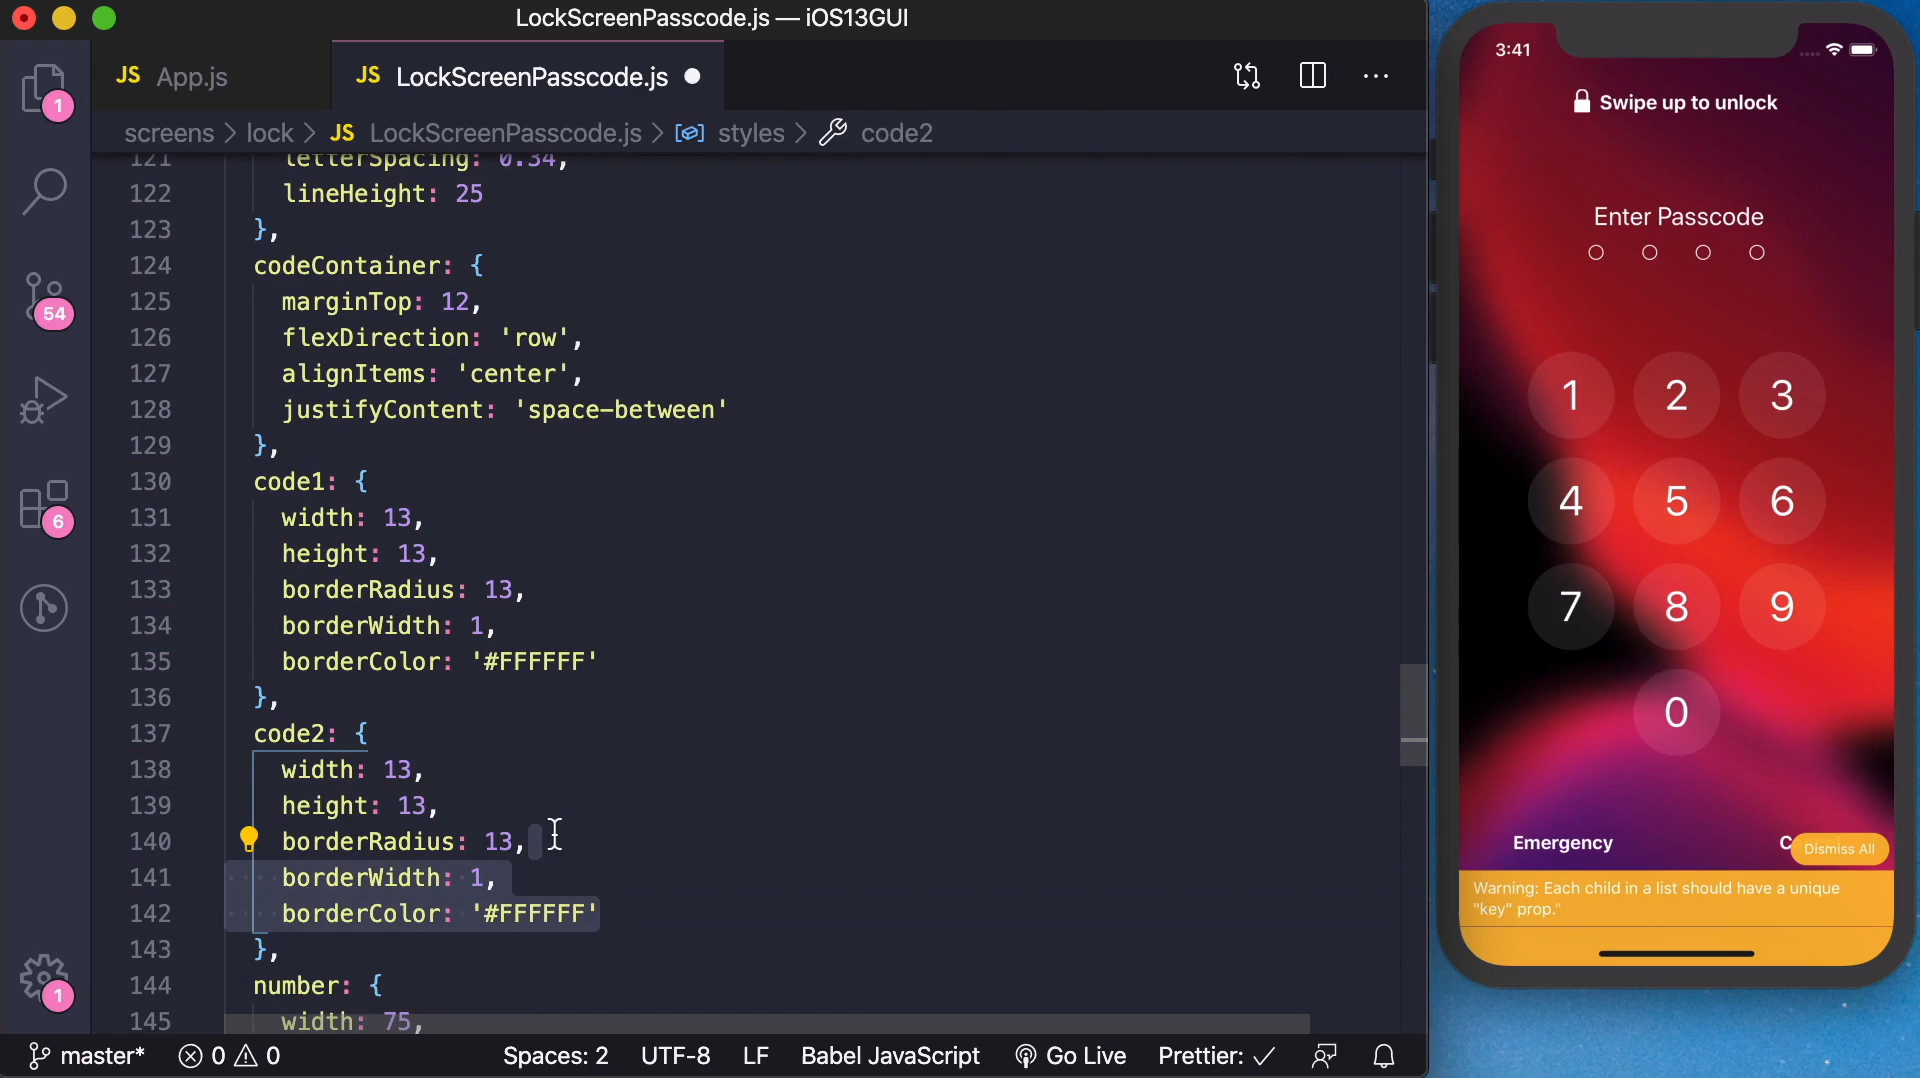 LockScreenPasscode.js — iOS13GUI
JS App.js
JS LockScreenPasscode.js
screens > lock > JS LockScreenPasscode.js > styles > code2
121 letterSpacing: 0.34,
122 lineHeight: 25
123 },
124 codeContainer: {
125 marginTop: 12,
126 flexDirection: 'row',
127 alignItems: 'center',
128 justifyContent: 'space-between'
129 },
130 code1: {
131 width: 13,
132 height: 13,
133 borderRadius: 13,
134 borderWidth: 1,
135 borderColor: '#FFFFFF'
136 },
137 code2: {
138 width: 13,
139 height: 13,
140 borderRadius: 13,
141 borderWidth: 1,
142 borderColor: '#FFFFFF'
143 },
144 number: {
145 width: 75,
1
54
6
1
master* 0 0 Spaces: 2 UTF-8 LF Babel JavaScript Go Live Prettier: ✓
3:41
Swipe up to unlock
Enter Passcode
1 2 3
4 5 6
7 8 9
0
Emergency
Dismiss All
Warning: Each child in a list should have a unique
"key" prop."